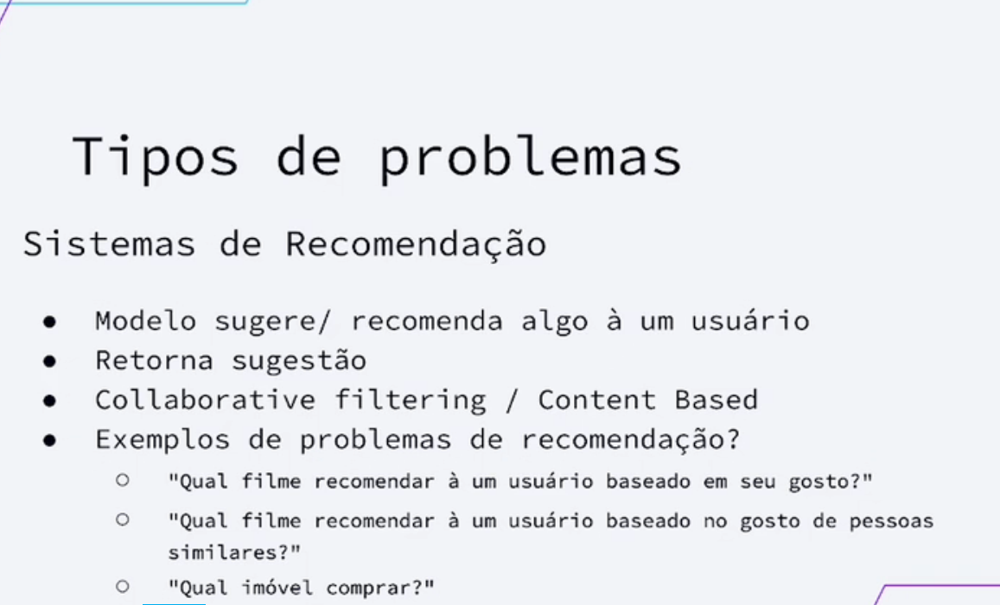 Tipos de problemas
Sistemas de Recomendação
● Modelo sugere/ recomenda algo à um usuário
● Retorna sugestão
● Collaborative filtering / Content Based
● Exemplos de problemas de recomendação?
○ "Qual filme recomendar à um usuário baseado em seu gosto?"
○ "Qual filme recomendar à um usuário baseado no gosto de pessoas
similares?"
○ "Qual imóvel comprar?"